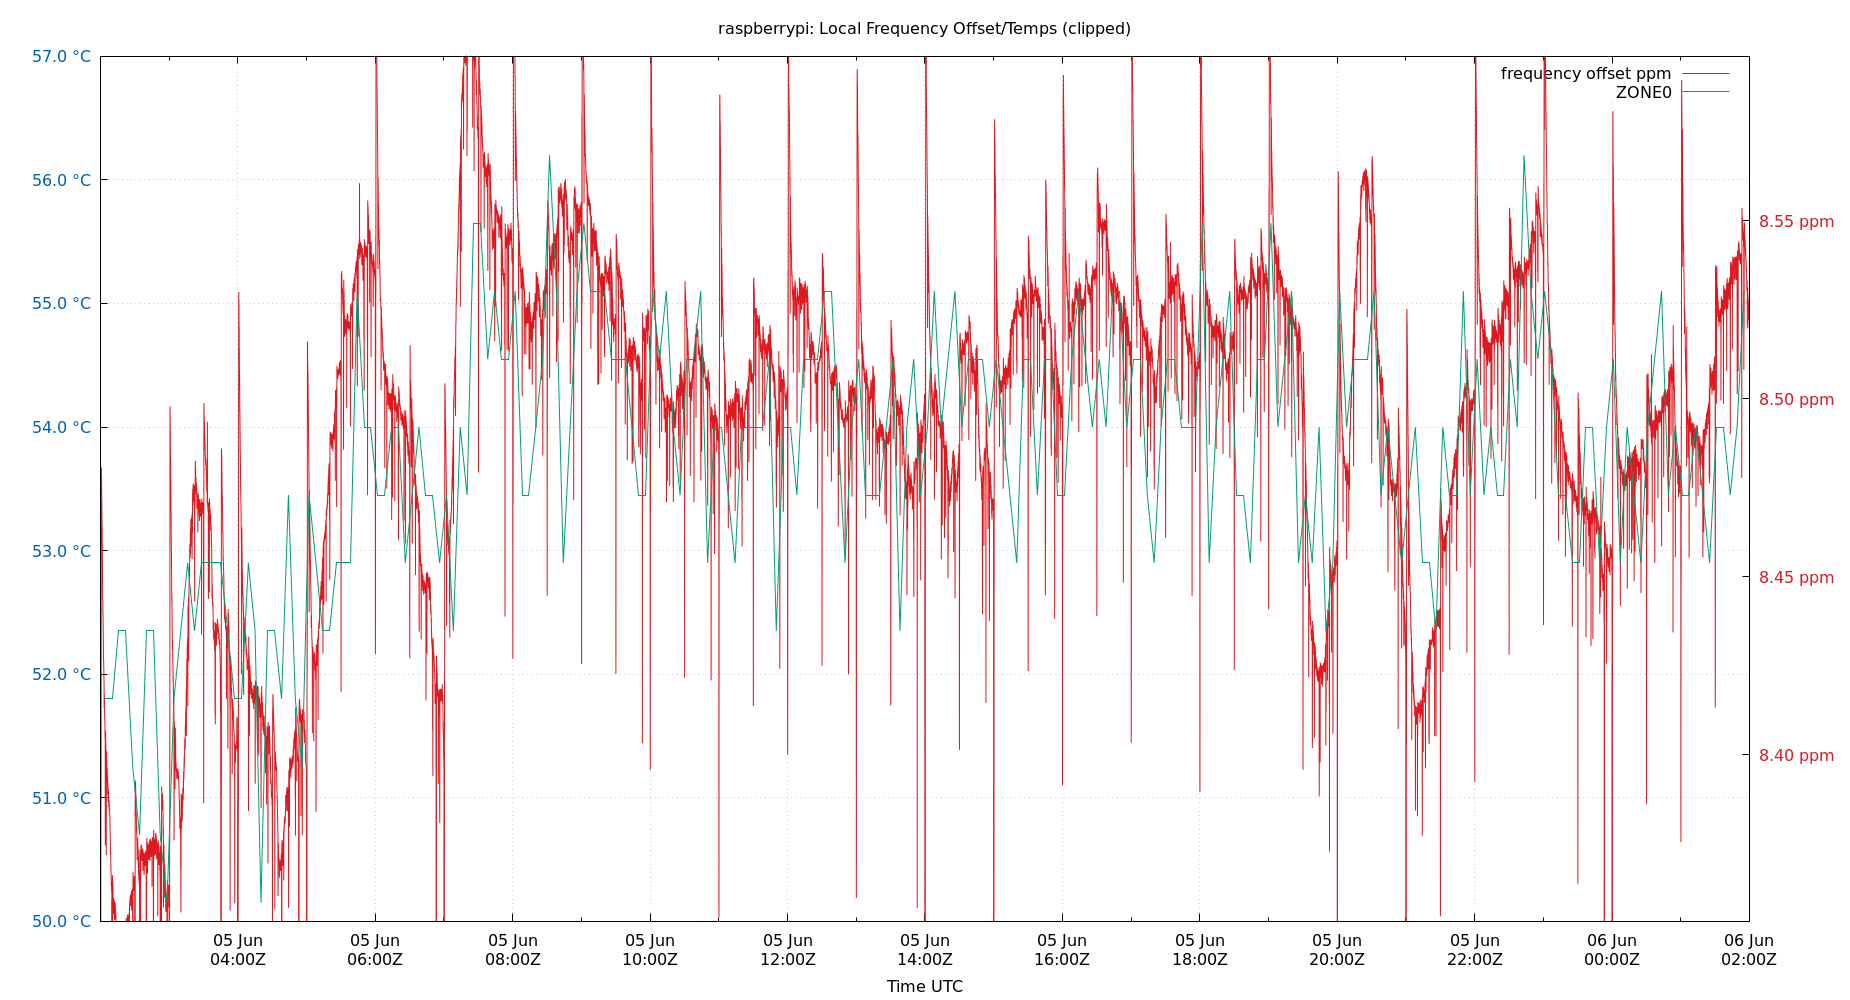 raspberrypi: Local Frequency Offset/Temps (clipped)
57.0 °C
56.0 °C
55.0 °C
54.0 °C
53.0 °C
52.0 °C
51.0 °C
50.0 °C
frequency offset ppm
ZONE0
8.55 ppm
8.50 ppm
8.45 ppm
8.40 ppm
05 Jun 05 Jun 05 Jun 05 Jun 05 Jun 05 Jun 05 Jun 05 Jun 05 Jun 05 Jun 06 Jun 06 Jun
04:00Z 06:00Z 08:00Z 10:00Z 12:00Z 14:00Z 16:00Z 18:00Z 20:00Z 22:00Z 00:00Z 02:00Z
Time UTC